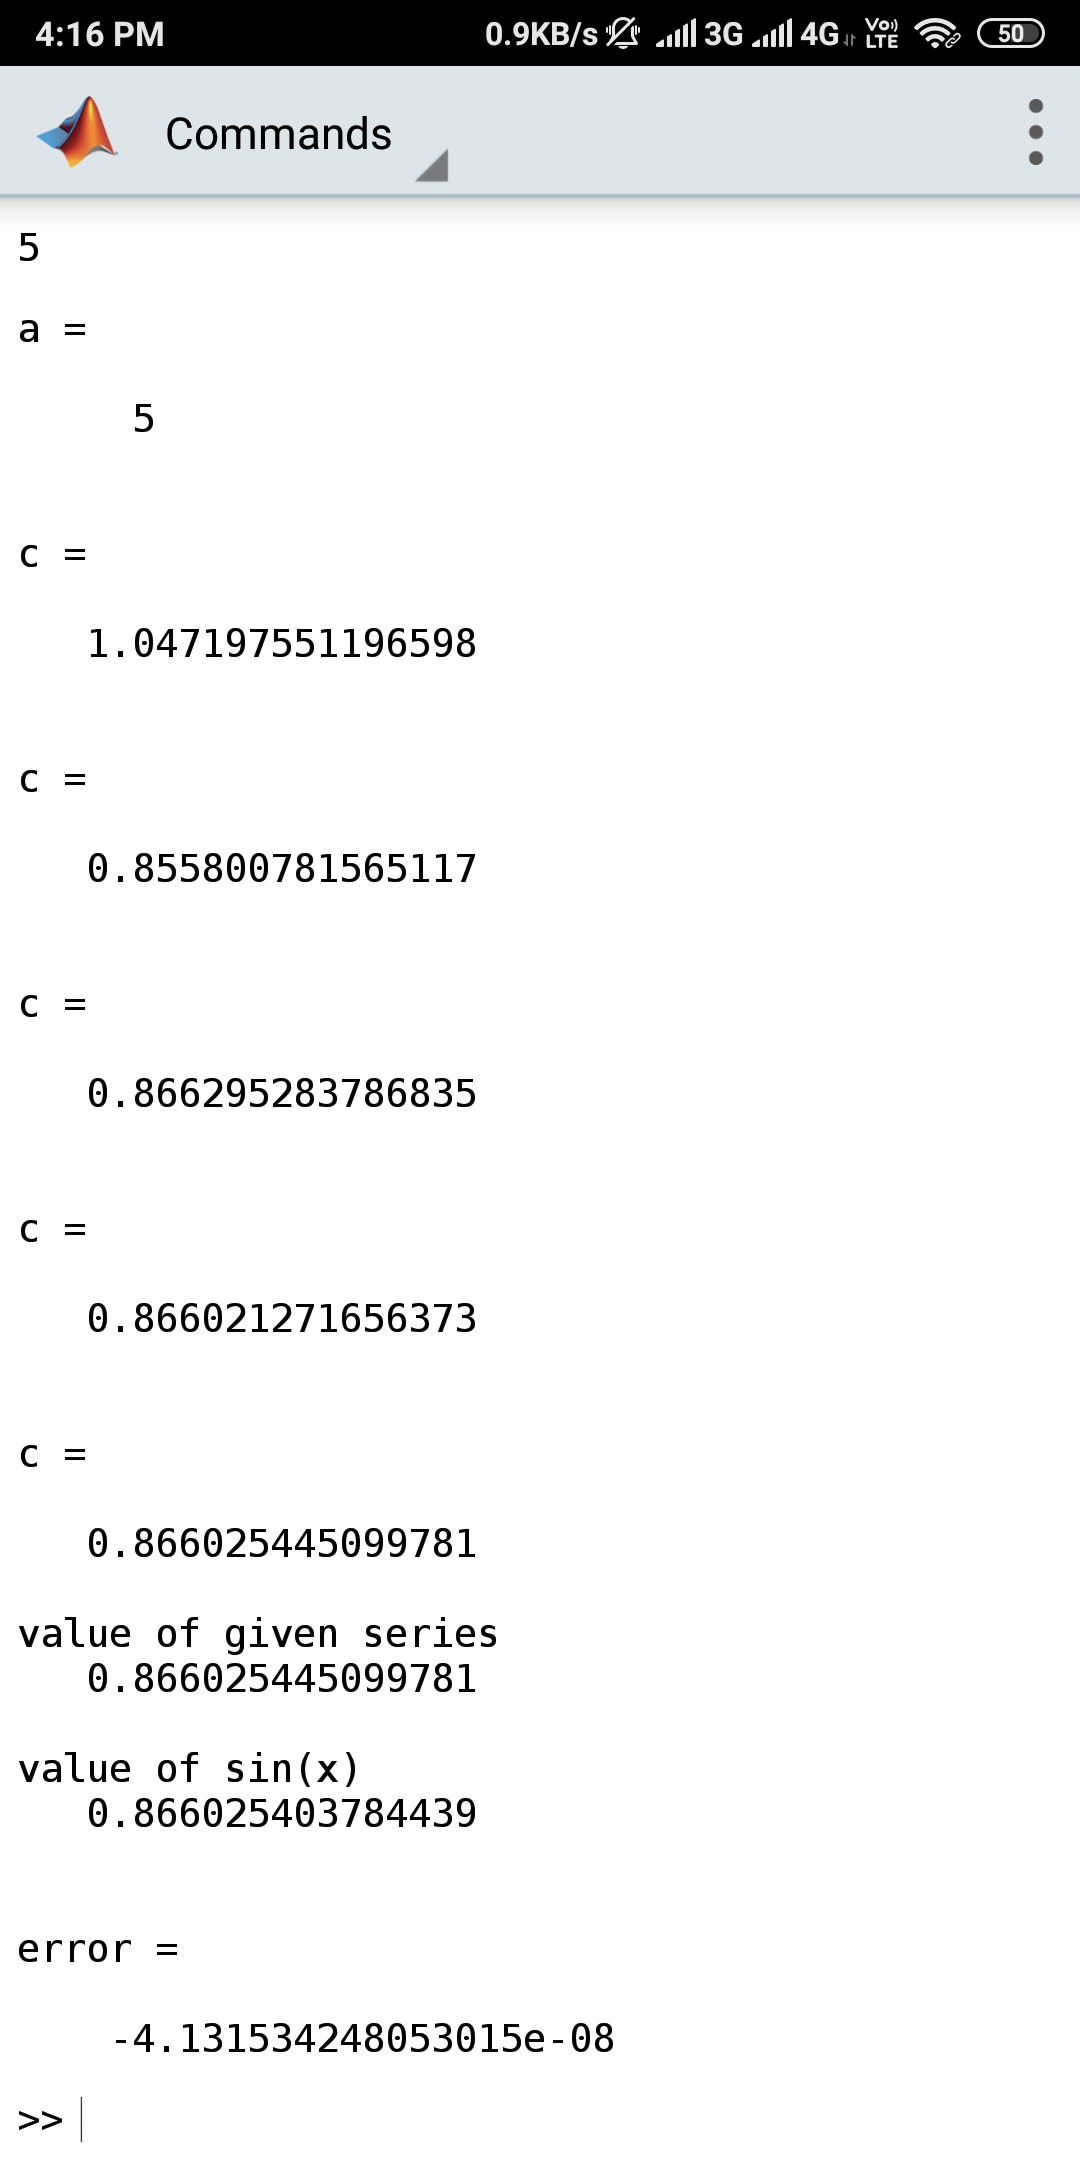 4:16 PM 0.9KB/s 3G 4G Vo)) LTE 50
Commands
5
a =
5
c =
1.047197551196598
c =
0.855800781565117
c =
0.866295283786835
c =
0.866021271656373
c =
0.866025445099781
value of given series
0.866025445099781
value of sin(x)
0.866025403784439
error =
-4.131534248053015e-08
>>